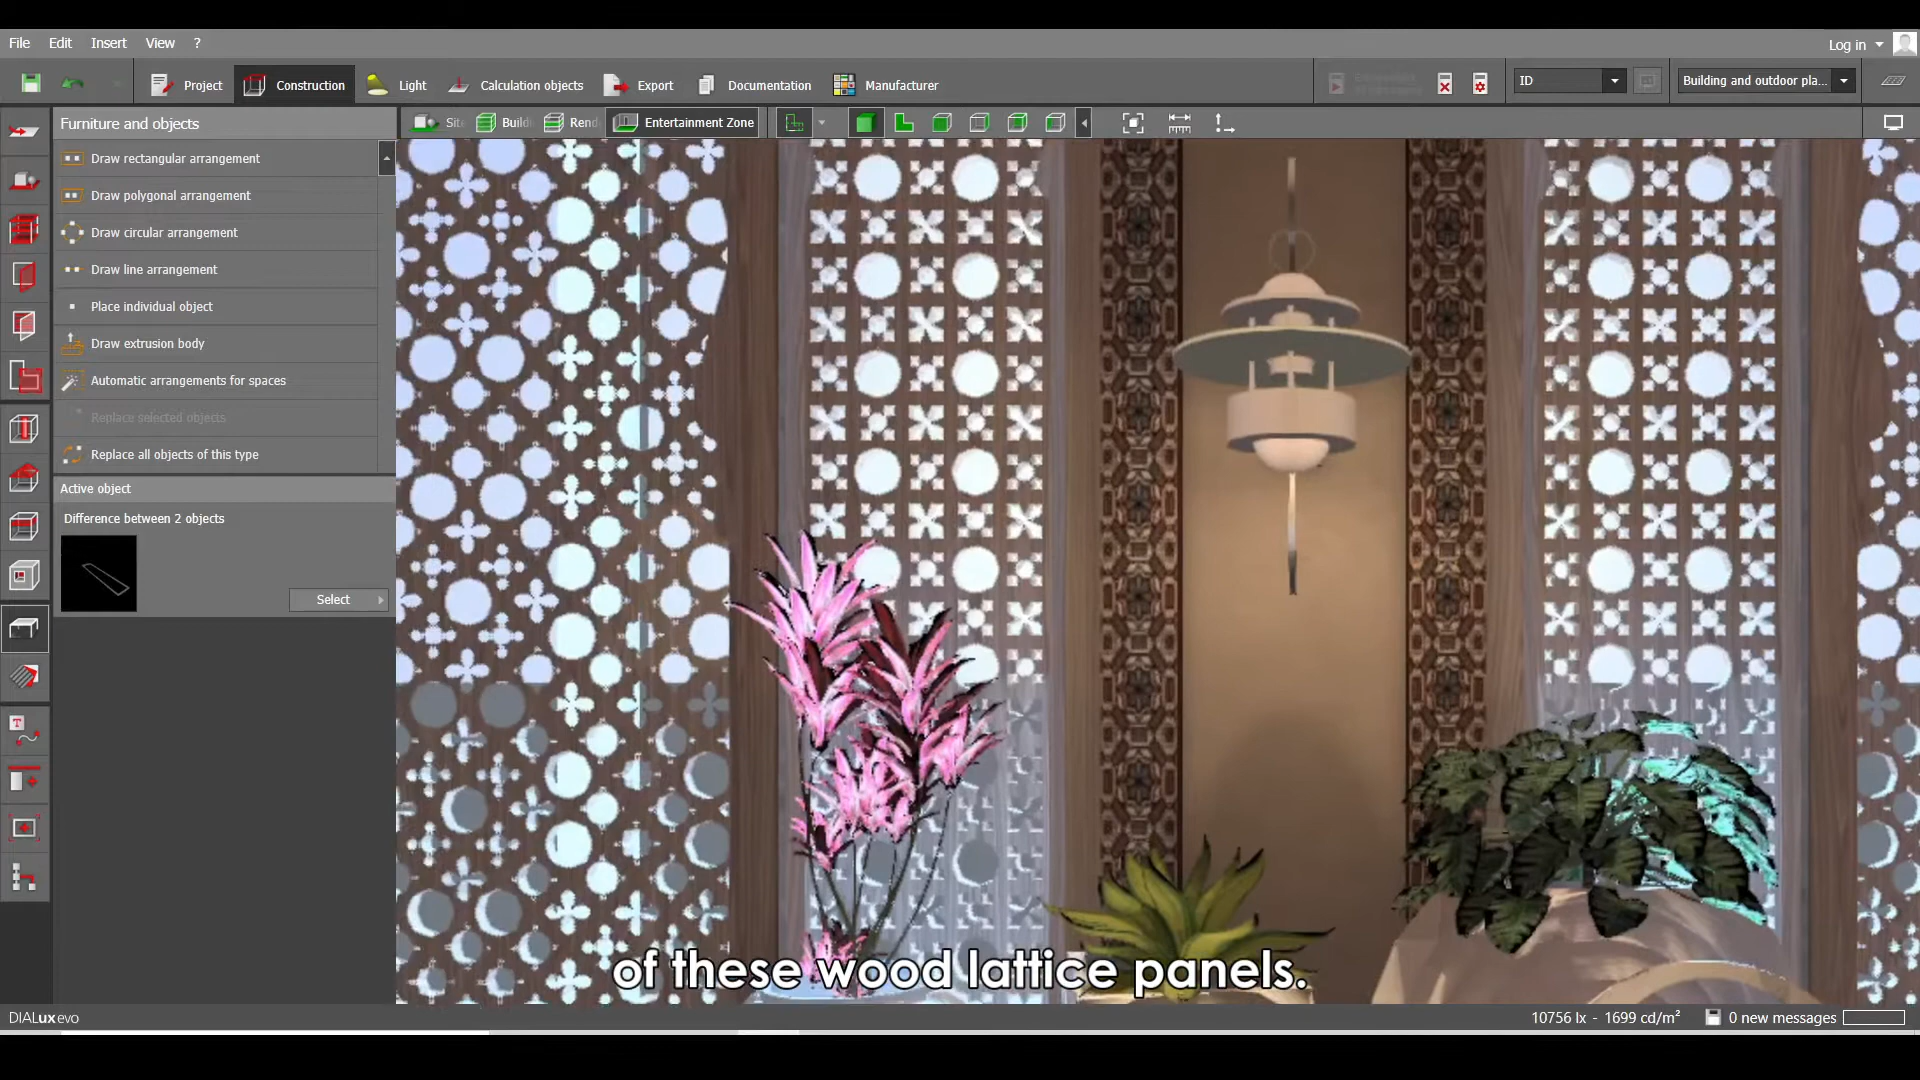 File Edit Insert View ?
Log in
Project Construction Light Calculation objects Export Documentation Manufacturer
ID
Building and outdoor pla...
Furniture and objects
Sit Build Rend Entertainment Zone
Draw rectangular arrangement
Draw polygonal arrangement
Draw circular arrangement
Draw line arrangement
Place individual object
Draw extrusion body
Automatic arrangements for spaces
Replace selected objects
Replace all objects of this type
Active object
Difference between 2 objects
Select
of these wood lattice panels.
DIALux evo
10756 lx - 1699 cd/m² 0 new messages